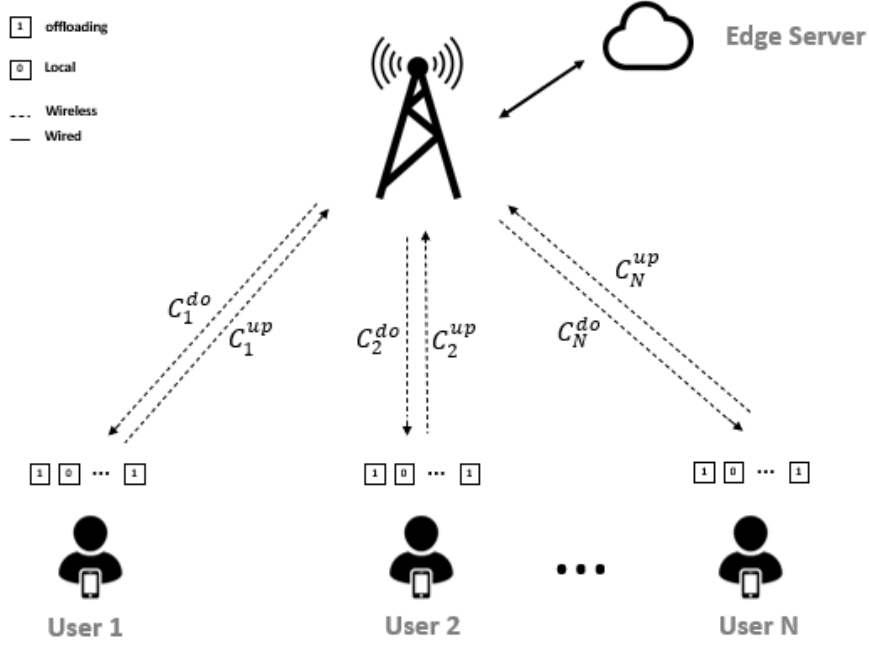 1 offloading
0 Local
Wireless
Wired
Edge Server
C_1^{do}
C_1^{up}
C_2^{do}
C_2^{up}
C_N^{up}
C_N^{do}
1 0 ... 1
1 0 ... 1
1 0 ... 1
...
User 1
User 2
User N